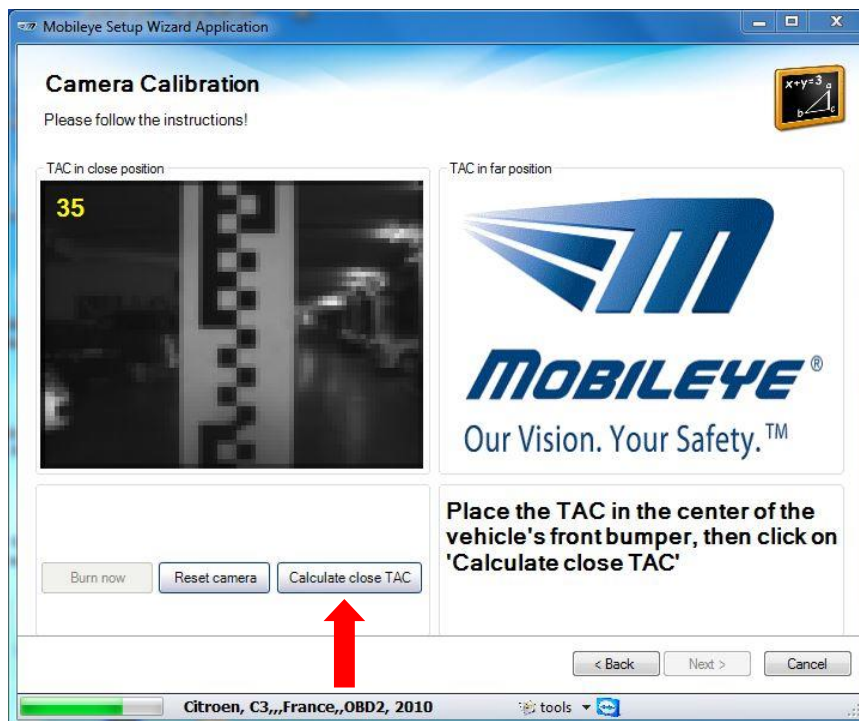 Mobileye Setup Wizard Application
Camera Calibration
Please follow the instructions!
x+y=3
a
b
c
TAC in close position
35
TAC in far position
MOBILEYE®
Our Vision. Your Safety.™
Place the TAC in the center of the
vehicle's front bumper, then click on
'Calculate close TAC'
Burn now
Reset camera
Calculate close TAC
< Back
Next >
Cancel
Citroen, C3,,,France,,OBD2, 2010
tools